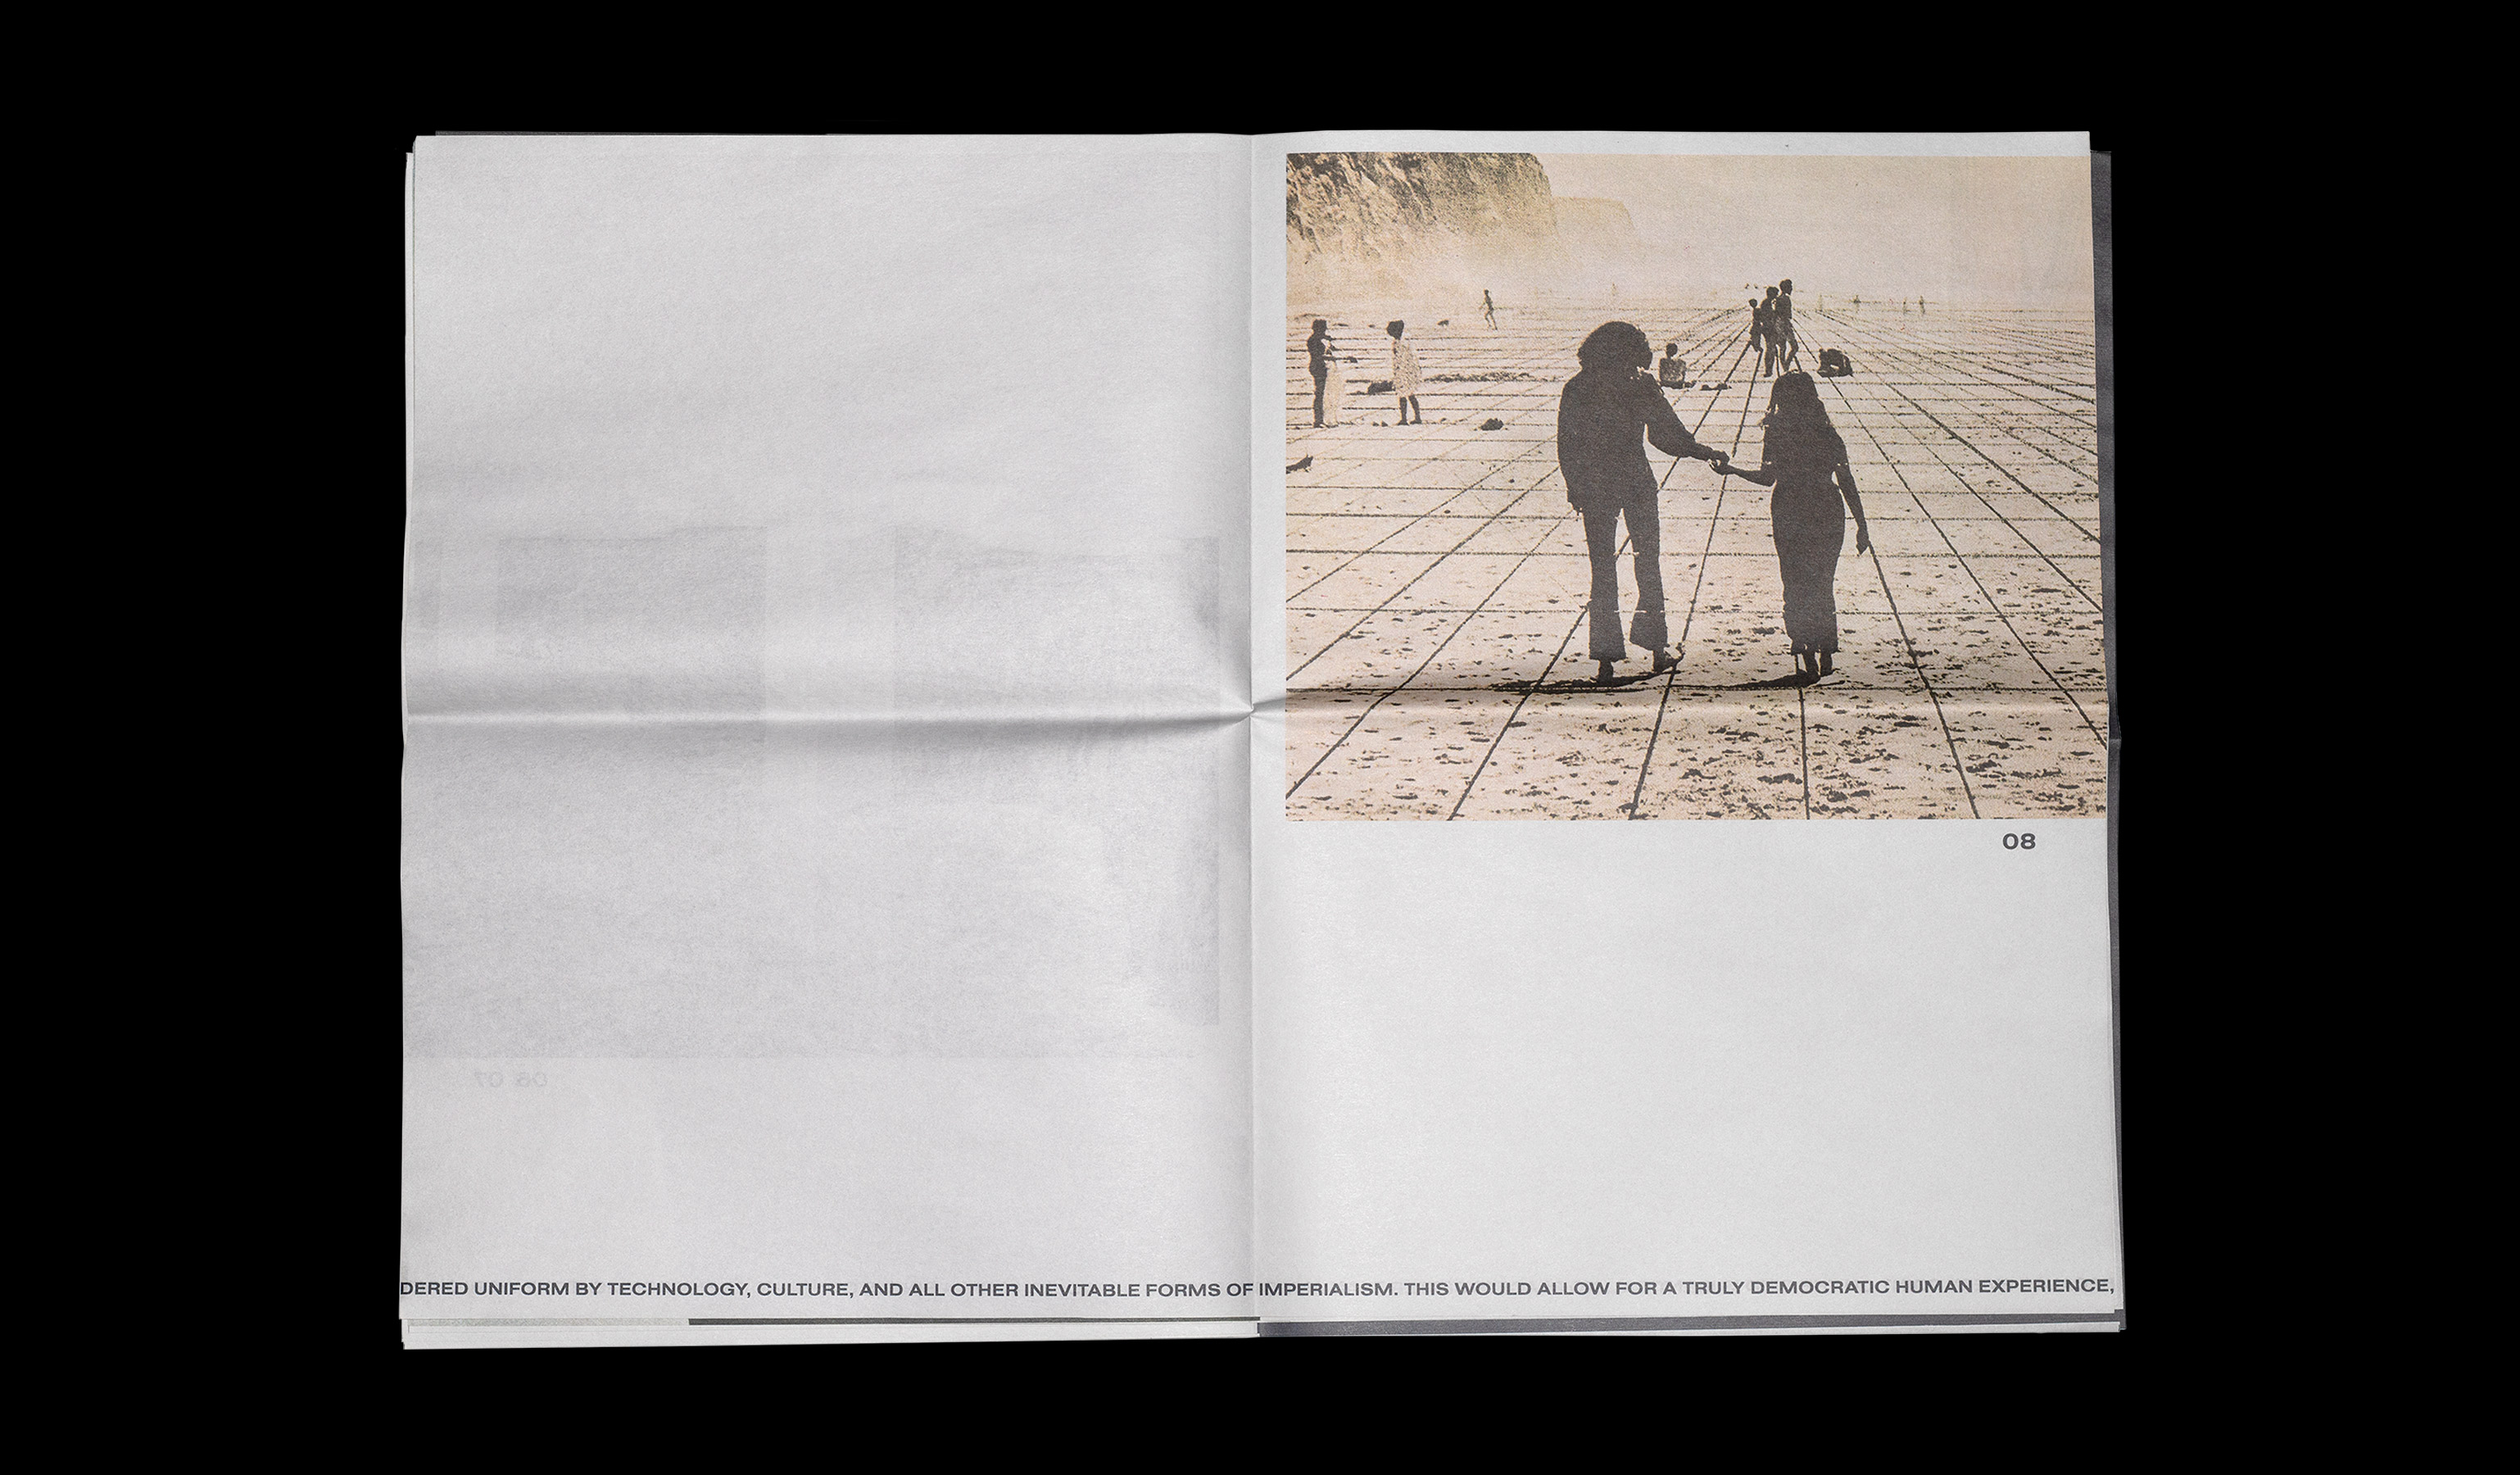 08
DERED UNIFORM BY TECHNOLOGY, CULTURE, AND ALL OTHER INEVITABLE FORMS OF IMPERIALISM. THIS WOULD ALLOW FOR A TRULY DEMOCRATIC HUMAN EXPERIENCE,